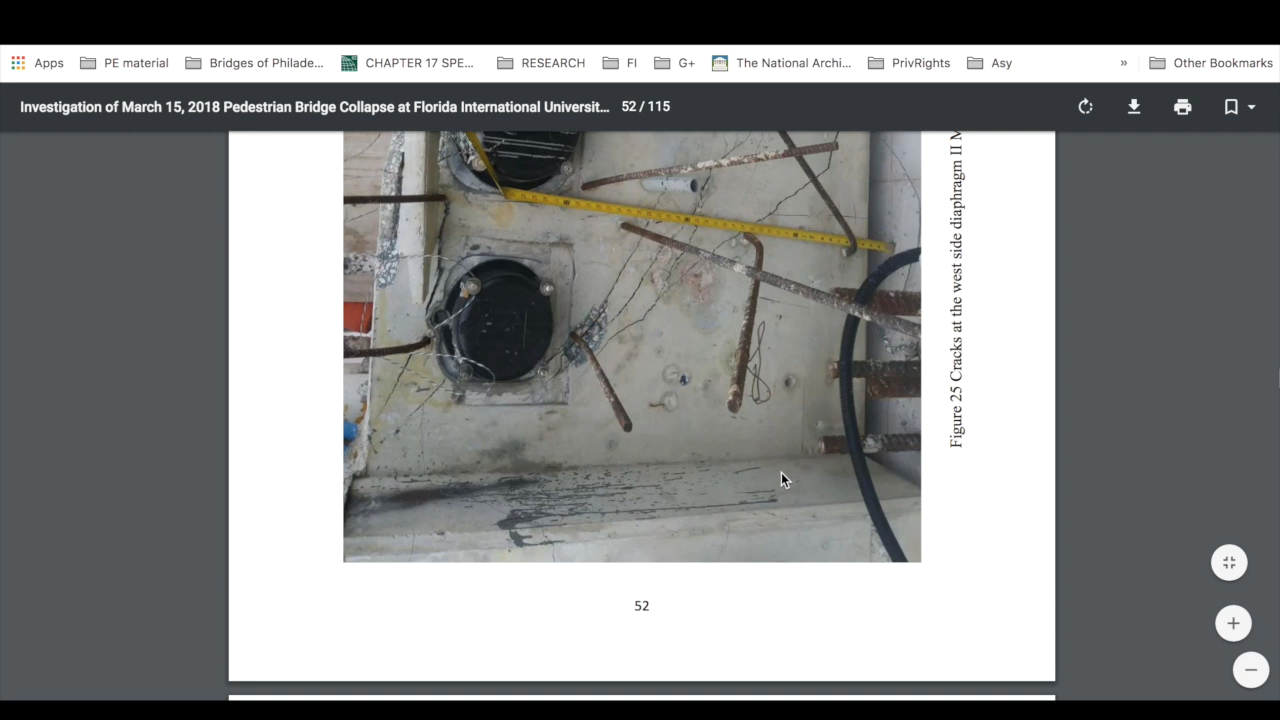 Apps PE material Bridges of Philade... CHAPTER 17 SPE... RESEARCH FI G+ The National Archi... PrivRights Asy » Other Bookmarks
Investigation of March 15, 2018 Pedestrian Bridge Collapse at Florida International Universit... 52 / 115
Figure 25 Cracks at the west side diaphragm II M
52